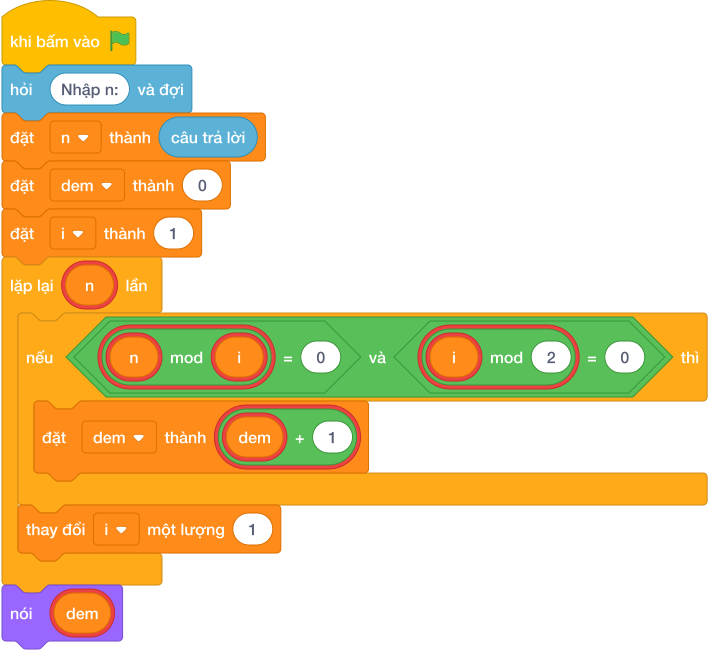 khi bấm vào
hỏi Nhập n: và đợi
đặt n thành câu trả lời
đặt dem thành 0
đặt i thành 1
lặp lại n lần
nếu n mod i = 0 và i mod 2 = 0 thì
đặt dem thành dem + 1
thay đổi i một lượng 1
nói dem